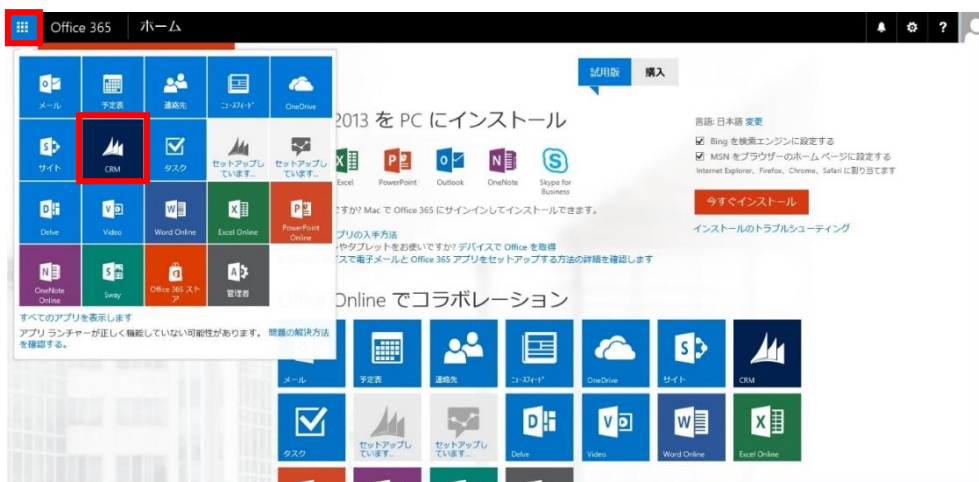 Office 365 ホーム
?
メール 予定表 連絡先 ニュースフィード OneDrive
サイト CRM タスク セットアップしています... セットアップしています...
Delve Video Word Online Excel Online PowerPoint Online
OneNote Online Sway Office 365 ストア 管理者
すべてのアプリを表示します
アプリ ランチャーが正しく機能していない可能性があります。 問題の解決方法
を確認する。
試用版 購入
2013 を PC にインストール
Excel PowerPoint Outlook OneNote Skype for Business
ですか? Mac で Office 365 にサインインしてインストールできます。
プリの入手方法
やタブレットをお使いですか? デバイスで Office を取得
スで電子メールと Office 365 アプリをセットアップする方法の詳細を確認します
言語: 日本語 変更
Bing を検索エンジンに設定する
MSN をブラウザーのホーム ページに設定する
Internet Explorer、Firefox、Chrome、Safari に割り当てます
今すぐインストール
インストールのトラブルシューティング
Online でコラボレーション
メール 予定表 連絡先 ニュースフィード OneDrive サイト CRM
タスク セットアップしています... セットアップしています... Delve Video Word Online Excel Online